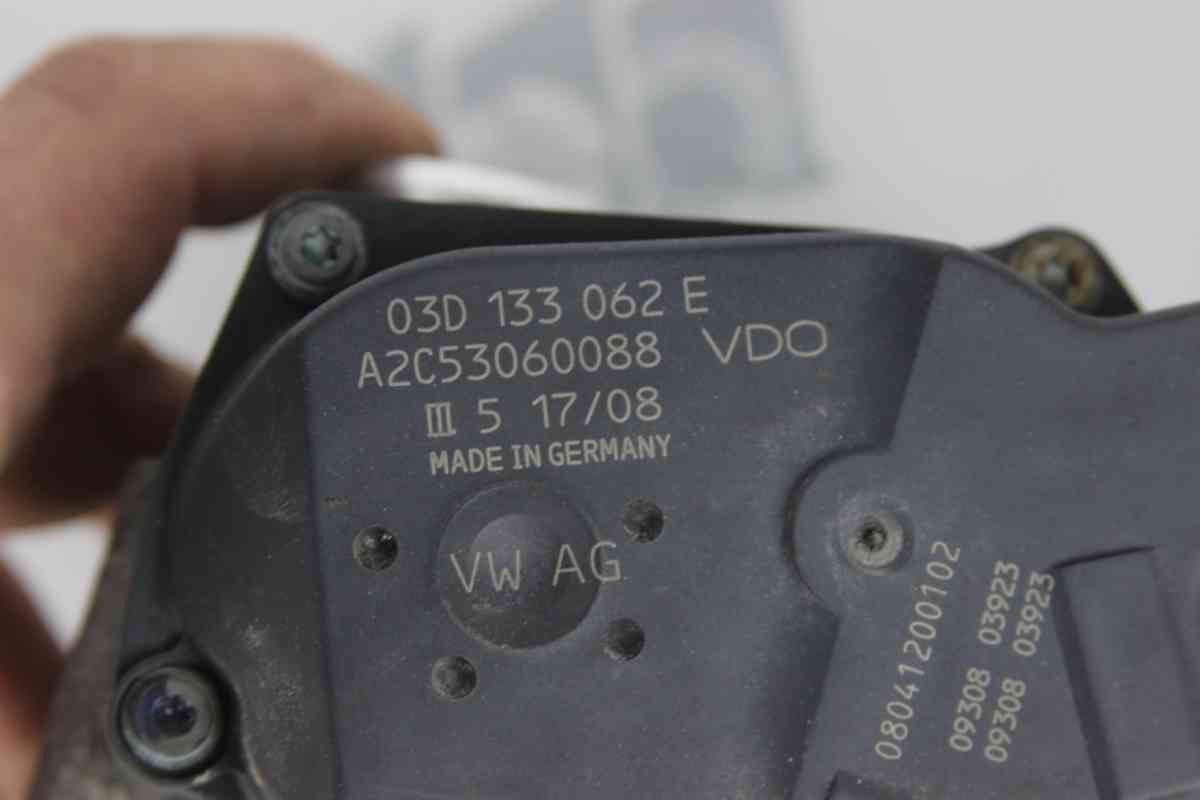 03D 133 062 E
A2C53060088 VDO
III 5 17/08
MADE IN GERMANY
VW AG
08041200102
09308 03923
09308 03923